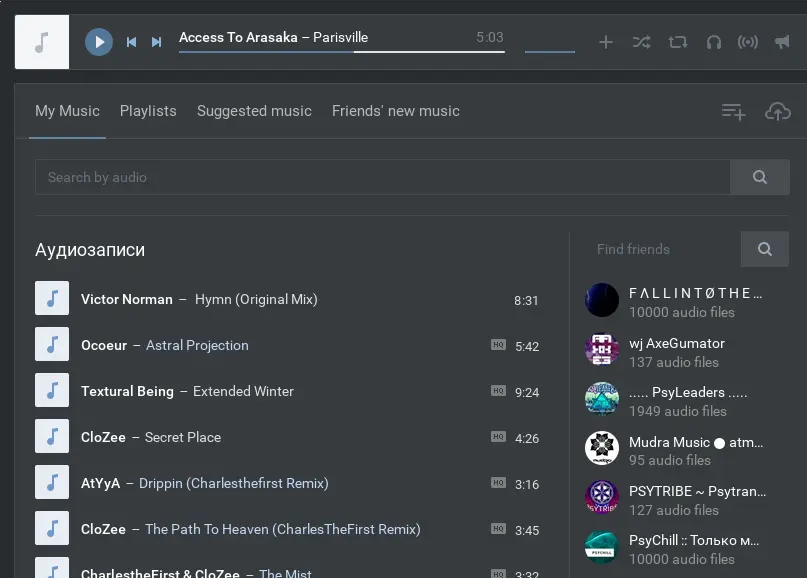 Access To Arasaka – Parisville 5:03
My Music Playlists Suggested music Friends' new music
Search by audio
Аудиозаписи
Victor Norman – Hymn (Original Mix) 8:31
Ocoeur – Astral Projection HQ 5:42
Textural Being – Extended Winter HQ 9:24
CloZee – Secret Place HQ 4:26
AtYyA – Drippin (Charlesthefirst Remix) HQ 3:16
CloZee – The Path To Heaven (CharlesTheFirst Remix) HQ 3:45
CharlestheFirst & CloZee – The Mist HQ 3:32
Find friends
F Λ L L I N T Ø T H E ...
10000 audio files
wj AxeGumator
137 audio files
..... PsyLeaders .....
1949 audio files
Mudra Music ● atm...
95 audio files
PSYTRIBE ~ Psytran...
127 audio files
PsyChill :: Только м...
10000 audio files